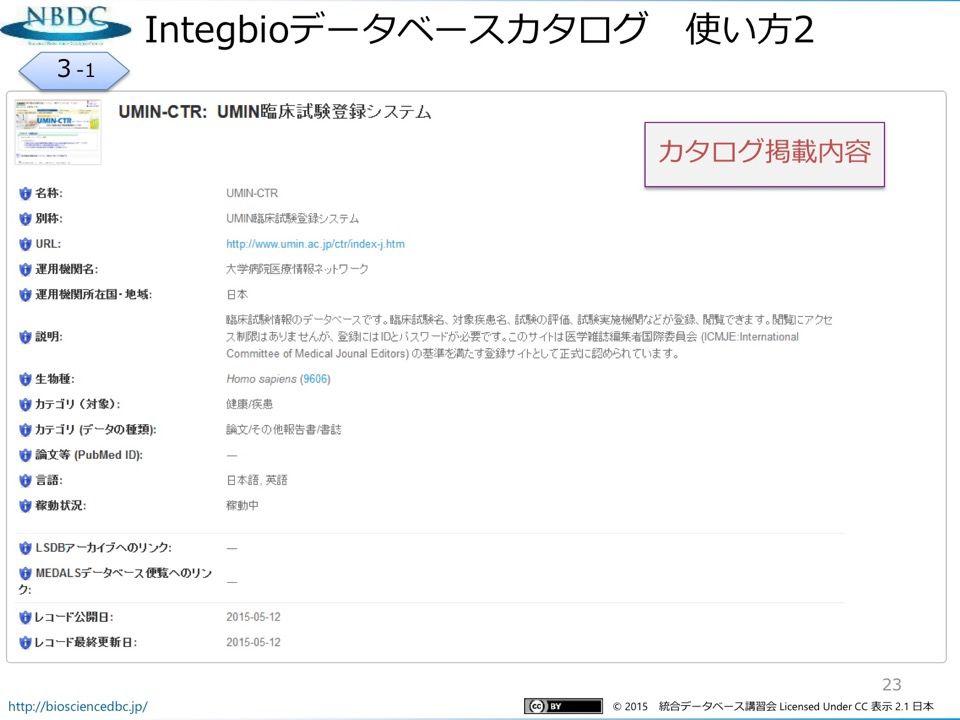 NBDC
Integbioデータベースカタログ　使い方2
3 -1
UMIN-CTR
UMIN-CTR: UMIN臨床試験登録システム
カタログ掲載内容
名称: UMIN-CTR
別称: UMIN臨床試験登録システム
URL: http://www.umin.ac.jp/ctr/index-j.htm
運用機関名: 大学病院医療情報ネットワーク
運用機関所在国・地域: 日本
説明: 臨床試験情報のデータベースです。臨床試験名、対象疾患名、試験の評価、試験実施機関などが登録、閲覧できます。閲覧にアクセ
ス制限はありませんが、登録にはIDとパスワードが必要です。このサイトは医学雑誌編集者国際委員会 (ICMJE:International
Committee of Medical Jounal Editors) の基準を満たす登録サイトとして正式に認められています。
生物種: Homo sapiens (9606)
カテゴリ（対象）: 健康/疾患
カテゴリ (データの種類): 論文/その他報告書/書誌
論文等 (PubMed ID): —
言語: 日本語, 英語
稼動状況: 稼動中
LSDBアーカイブへのリンク: —
MEDALSデータベース便覧へのリン
ク: —
レコード公開日: 2015-05-12
レコード最終更新日: 2015-05-12
23
http://biosciencedbc.jp/
cc BY
© 2015　統合データベース講習会 Licensed Under CC 表示 2.1 日本